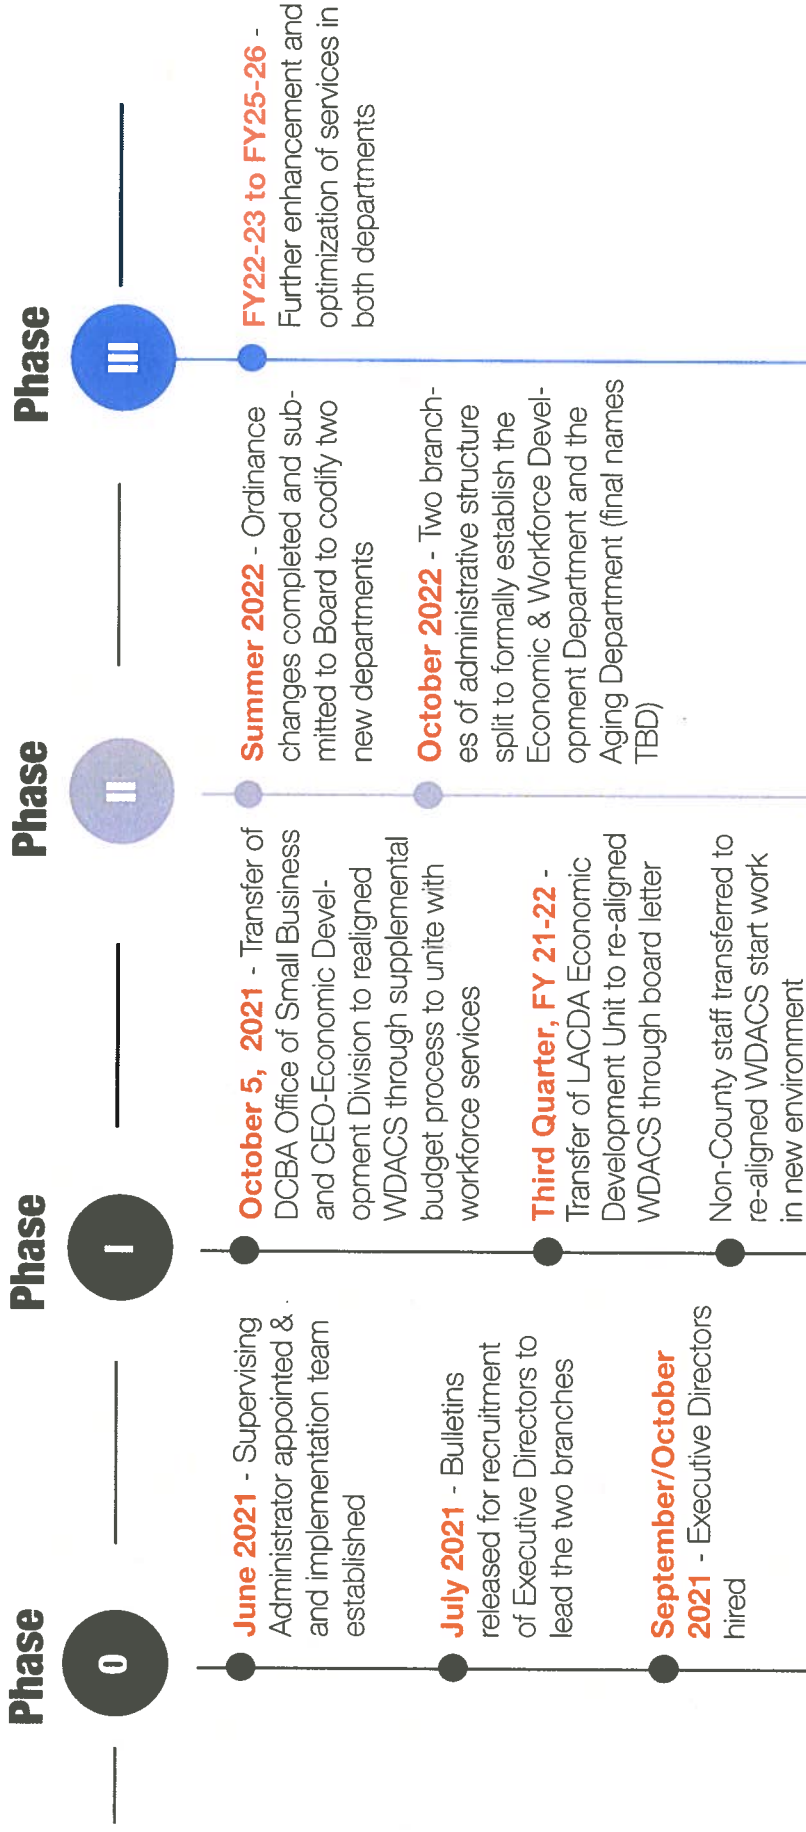 Phase
0
June 2021 - Supervising
Administrator appointed & .
and implementation team
established
July 2021 - Bulletins
released for recruitment
of Executive Directors to
lead the two branches
September/October
2021 - Executive Directors
hired
Phase
I
October 5, 2021 - Transfer of
DCBA Office of Small Business
and CEO-Economic Devel-
opment Division to realigned
WDACS through supplemental
budget process to unite with
workforce services
Third Quarter, FY 21-22 -
Transfer of LACDA Economic
Development Unit to re-aligned
WDACS through board letter
Non-County staff transferred to
re-aligned WDACS start work
in new environment
Phase
II
Summer 2022 - Ordinance
changes completed and sub-
mitted to Board to codify two
new departments
October 2022 - Two branch-
es of administrative structure
split to formally establish the
Economic & Workforce Devel-
opment Department and the
Aging Department (final names
TBD)
Phase
III
FY22-23 to FY25-26 -
Further enhancement and
optimization of services in
both departments